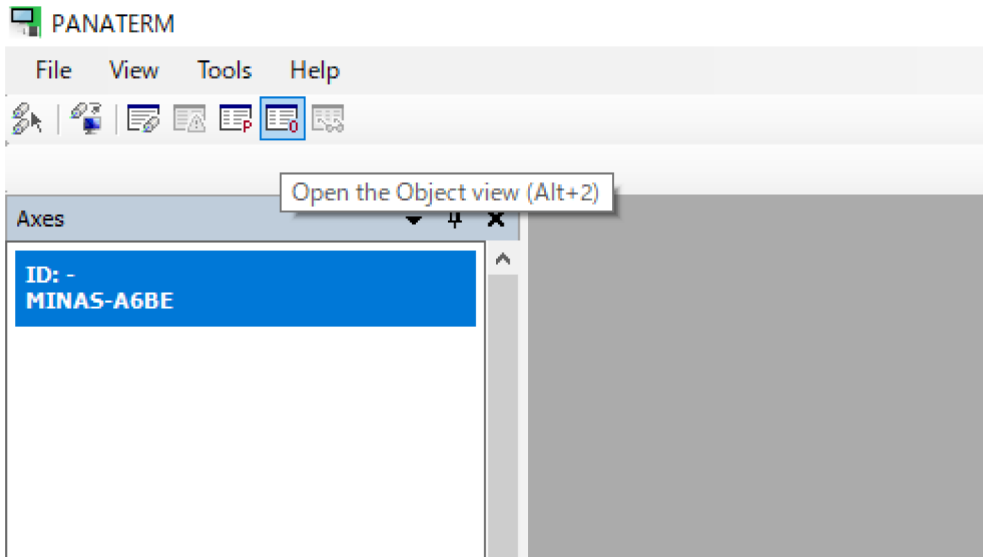 PANATERM
File View Tools Help
Open the Object view (Alt+2)
Axes
ID: -
MINAS-A6BE